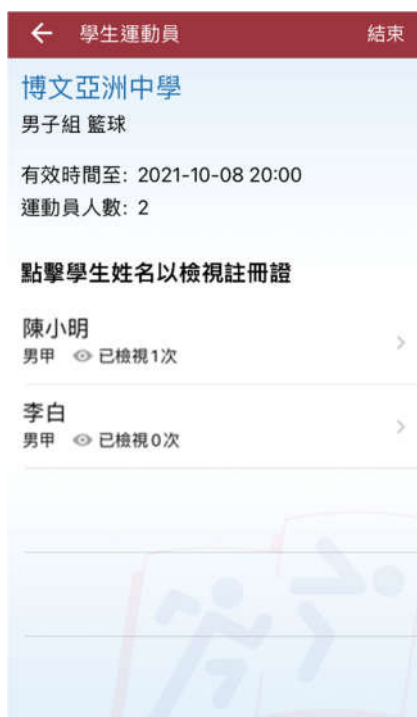 學生運動員 結束
博文亞洲中學
男子組 籃球
有效時間至: 2021-10-08 20:00
運動員人數: 2
點擊學生姓名以檢視註冊證
陳小明
男甲 已檢視1次
李白
男甲 已檢視0次